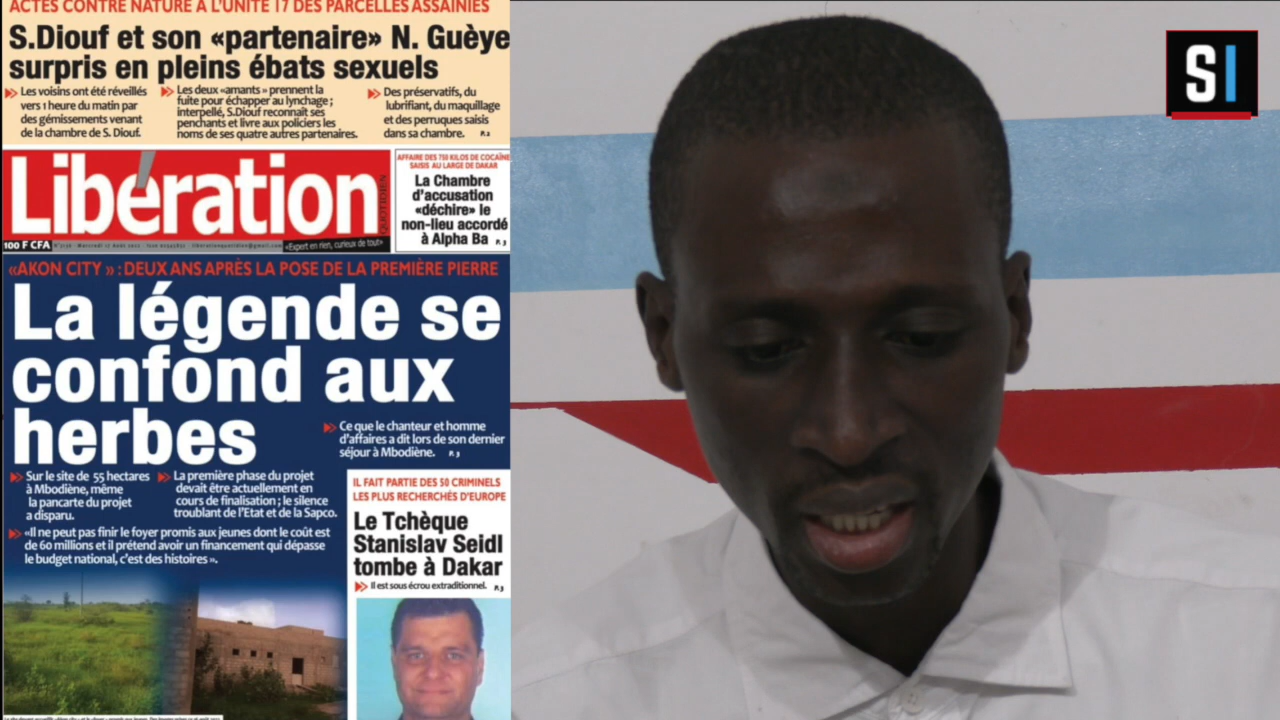 ACTES CONTRE NATURE À L'UNITÉ 17 DES PARCELLES ASSAINIES
S.Diouf et son «partenaire» N. Guèye
surpris en pleins ébats sexuels
Les voisins ont été réveillés
vers 1 heure du matin par
des gémissements venant
de la chambre de S. Diouf.
Les deux «amants» prennent la
fuite pour échapper au lynchage ;
interpellé, S.Diouf reconnaît ses
penchants et livre aux policiers les
noms de ses quatre autres partenaires.
Des préservatifs, du
lubrifiant, du maquillage
et des perruques saisis
dans sa chambre. P.2
Libération
QUOTIDIEN
100 F CFA
«Expert en rien, curieux de tout»
AFFAIRE DES 750 KILOS DE COCAÏNE
SAISIS AU LARGE DE DAKAR
La Chambre
d'accusation
«déchire» le
non-lieu accordé
à Alpha Ba P.3
«AKON CITY» : DEUX ANS APRÈS LA POSE DE LA PREMIÈRE PIERRE
La légende se
confond aux
herbes
Ce que le chanteur et homme
d'affaires a dit lors de son dernier
séjour à Mbodiène. P.3
Sur le site de 55 hectares
à Mbodiène, même
la pancarte du projet
a disparu.
La première phase du projet
devait être actuellement en
cours de finalisation ; le silence
troublant de l'Etat et de la Sapco.
«Il ne peut pas finir le foyer promis aux jeunes dont le coût est
de 60 millions et il prétend avoir un financement qui dépasse
le budget national, c'est des histoires».
IL FAIT PARTIE DES 50 CRIMINELS
LES PLUS RECHERCHÉS D'EUROPE
Le Tchèque
Stanislav Seidl
tombe à Dakar
Il est sous écrou extraditionnel. P.3
SI